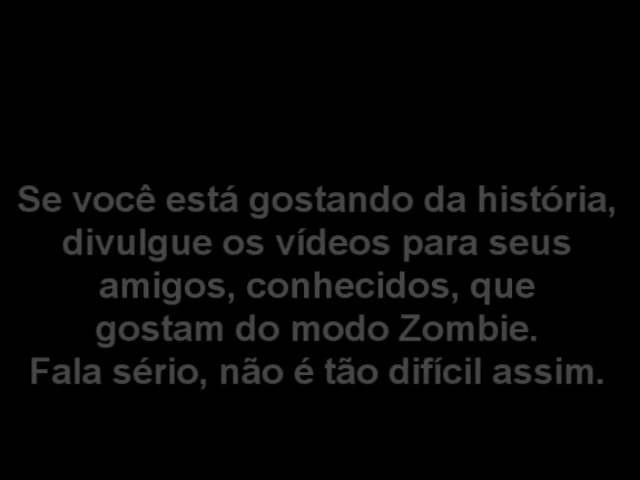 Se você está gostando da história,
divulgue os vídeos para seus
amigos, conhecidos, que
gostam do modo Zombie.
Fala sério, não é tão difícil assim.